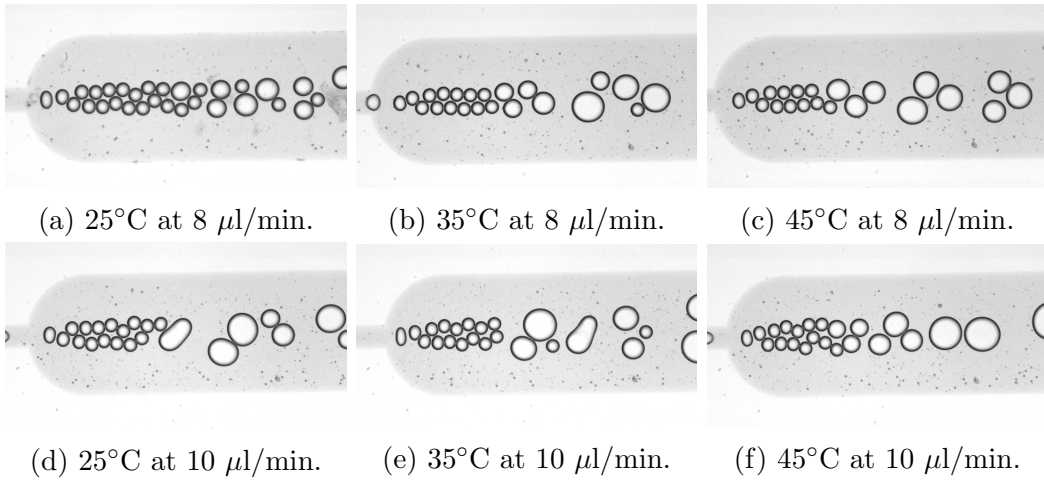 (a) 25°C at 8 μl/min.
(b) 35°C at 8 μl/min.
(c) 45°C at 8 μl/min.
(d) 25°C at 10 μl/min.
(e) 35°C at 10 μl/min.
(f) 45°C at 10 μl/min.